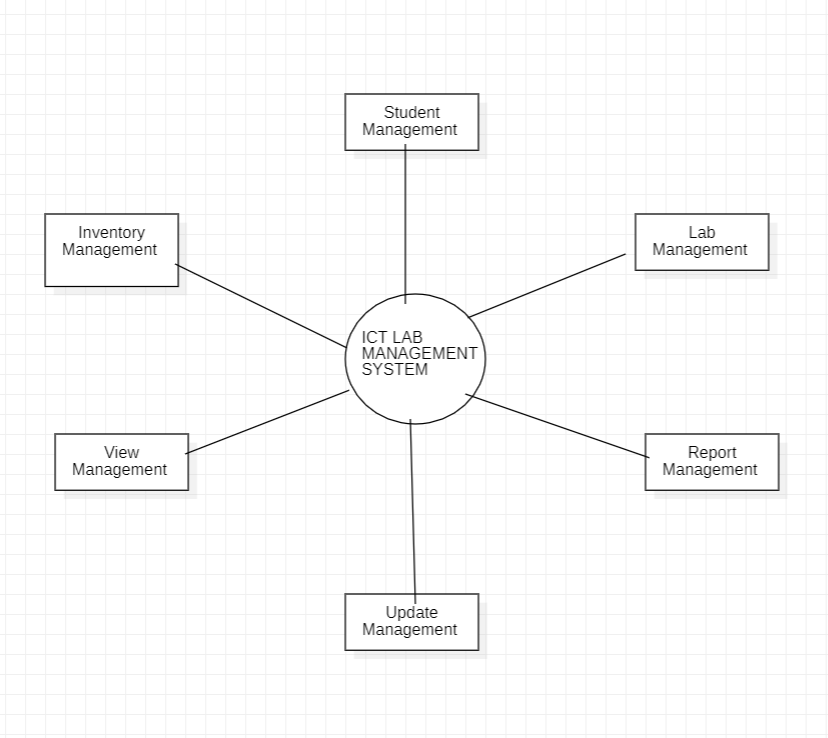 Student
Management
Inventory
Management
Lab
Management
ICT LAB
MANAGEMENT
SYSTEM
View
Management
Report
Management
Update
Management